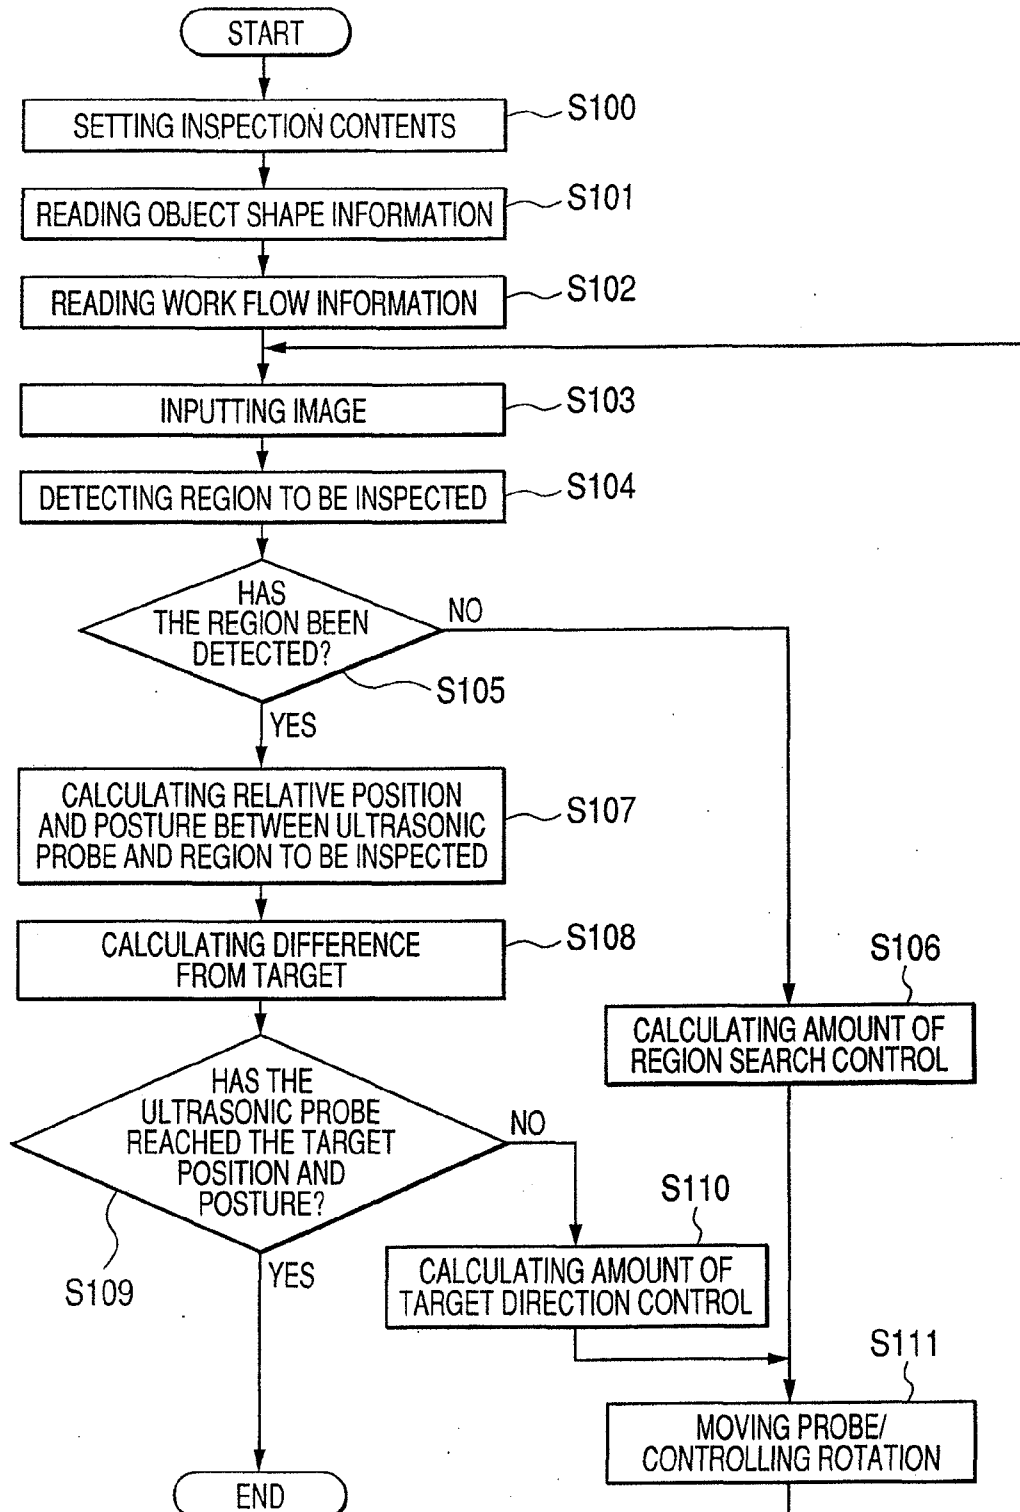 START
SETTING INSPECTION CONTENTS
S100
READING OBJECT SHAPE INFORMATION
S101
READING WORK FLOW INFORMATION
S102
INPUTTING IMAGE
S103
DETECTING REGION TO BE INSPECTED
S104
HAS
THE REGION BEEN
DETECTED?
NO
S105
YES
CALCULATING RELATIVE POSITION
AND POSTURE BETWEEN ULTRASONIC
PROBE AND REGION TO BE INSPECTED
S107
CALCULATING DIFFERENCE
FROM TARGET
S108
S106
CALCULATING AMOUNT OF
REGION SEARCH CONTROL
HAS THE
ULTRASONIC PROBE
REACHED THE TARGET
POSITION AND
POSTURE?
NO
S109
YES
S110
CALCULATING AMOUNT OF
TARGET DIRECTION CONTROL
S111
MOVING PROBE/
CONTROLLING ROTATION
END